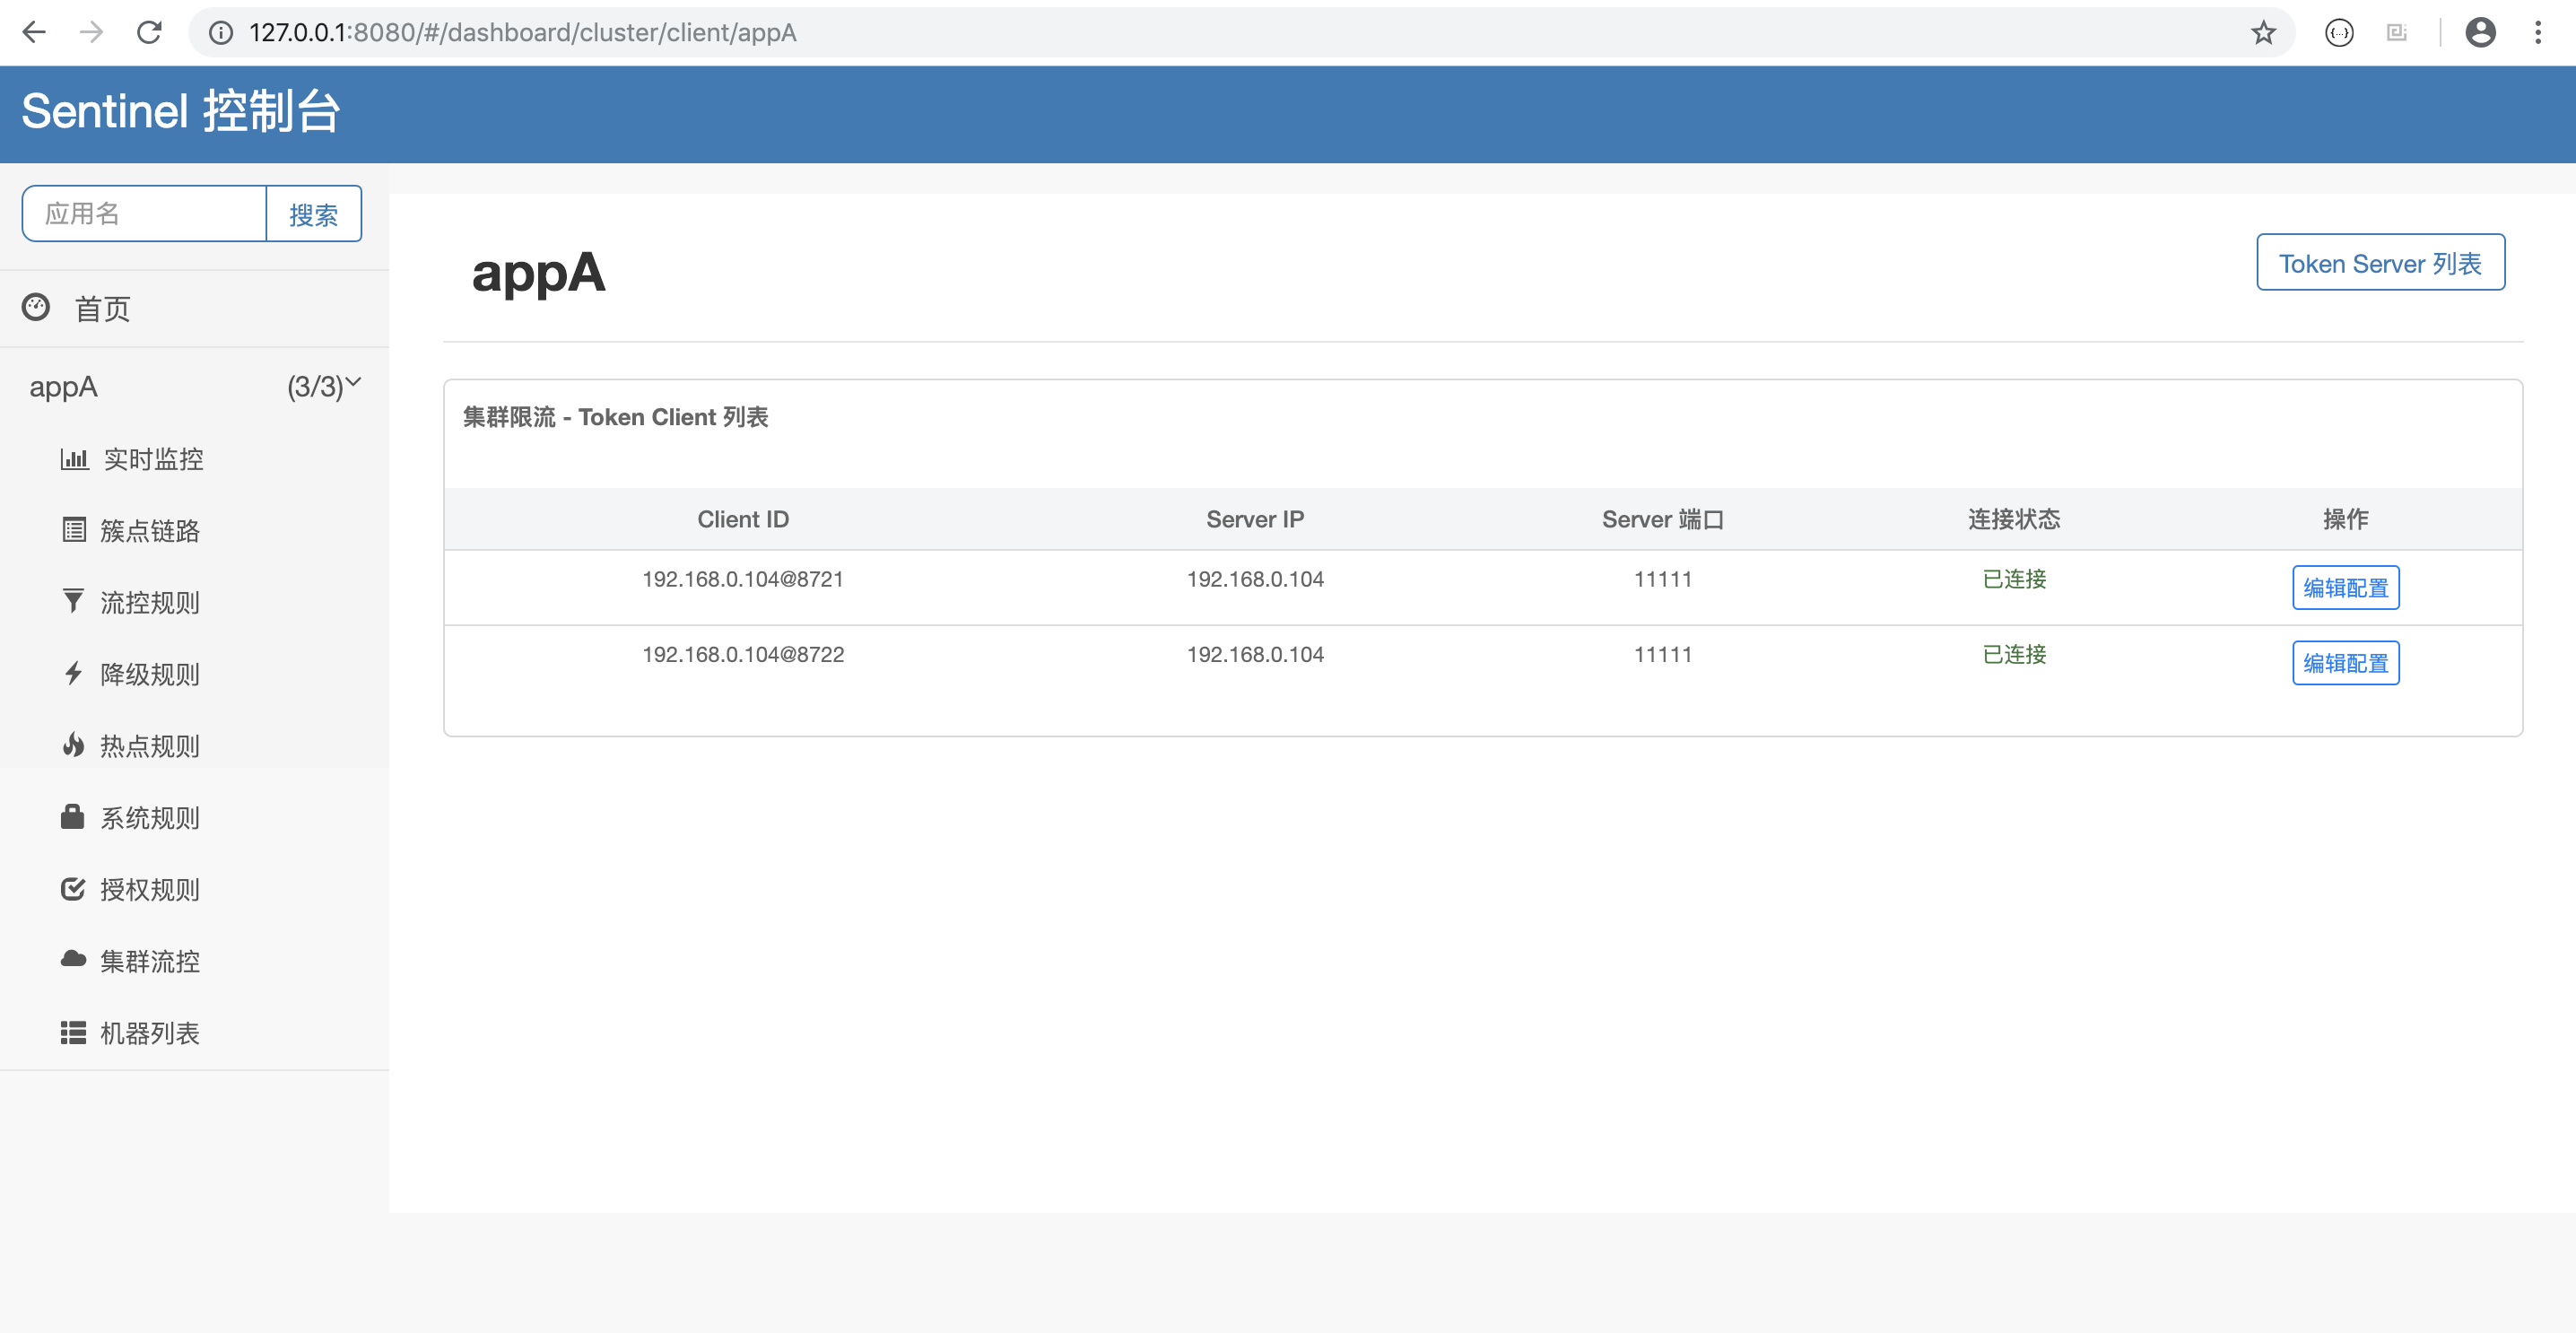 127.0.0.1:8080/#/dashboard/cluster/client/appA
Sentinel 控制台
应用名 搜索
首页
appA (3/3)
实时监控
簇点链路
流控规则
降级规则
热点规则
系统规则
授权规则
集群流控
机器列表
appA
Token Server 列表
集群限流 - Token Client 列表
Client ID Server IP Server 端口 连接状态 操作
192.168.0.104@8721 192.168.0.104 11111 已连接 编辑配置
192.168.0.104@8722 192.168.0.104 11111 已连接 编辑配置